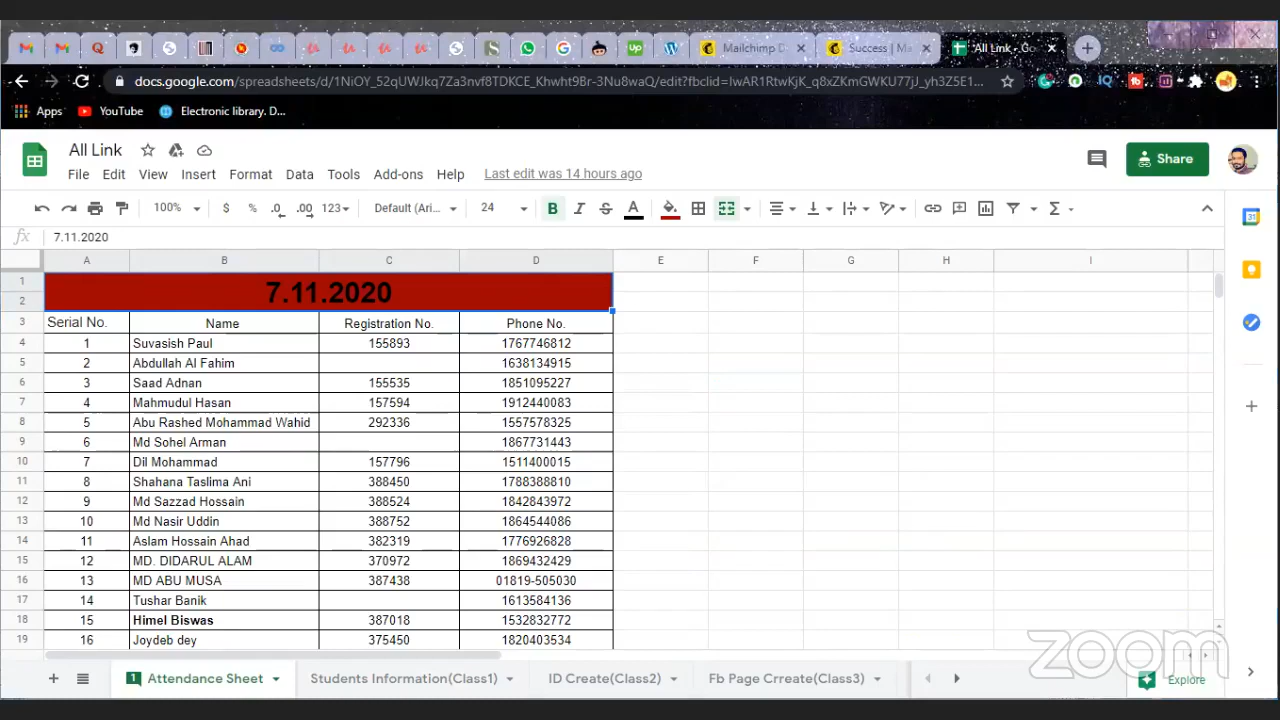 Mailchimp D
Success | Ma
All Link - Go
docs.google.com/spreadsheets/d/1NiOY_52qUWJkq7Za3nvf8TDKCE_Khwht9Br-3Nu8waQ/edit?fbclid=IwAR1RtwKjK_q8xZKmGWKU77jJ_yh3Z5E1...
Apps YouTube Electronic library. D...
All Link
Share
File Edit View Insert Format Data Tools Add-ons Help Last edit was 14 hours ago
100% $ % .0 .00 123 Default (Ari... 24 B I S A
fx 7.11.2020
A B C D E F G H I
1 7.11.2020
2
3 Serial No. Name Registration No. Phone No.
4 1 Suvasish Paul 155893 1767746812
5 2 Abdullah Al Fahim 1638134915
6 3 Saad Adnan 155535 1851095227
7 4 Mahmudul Hasan 157594 1912440083
8 5 Abu Rashed Mohammad Wahid 292336 1557578325
9 6 Md Sohel Arman 1867731443
10 7 Dil Mohammad 157796 1511400015
11 8 Shahana Taslima Ani 388450 1788388810
12 9 Md Sazzad Hossain 388524 1842843972
13 10 Md Nasir Uddin 388752 1864544086
14 11 Aslam Hossain Ahad 382319 1776926828
15 12 MD. DIDARUL ALAM 370972 1869432429
16 13 MD ABU MUSA 387438 01819-505030
17 14 Tushar Banik 1613584136
18 15 Himel Biswas 387018 1532832772
19 16 Joydeb dey 375450 1820403534
zoom
1 Attendance Sheet Students Information(Class1) ID Create(Class2) Fb Page Crreate(Class3) Explore